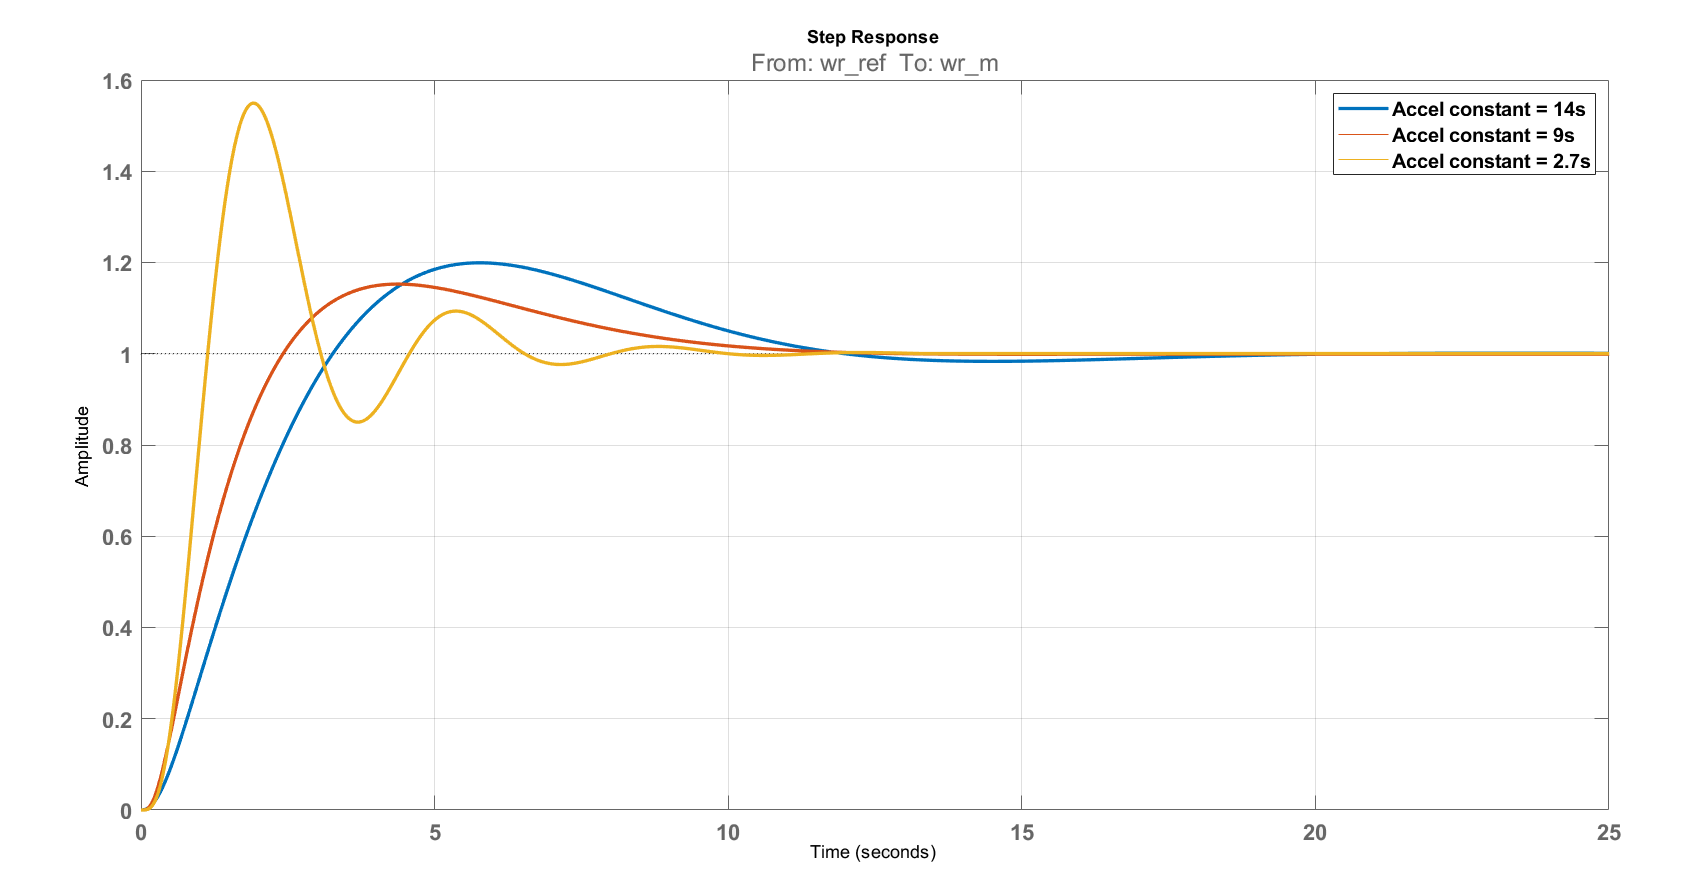 Step Response
From: wr_ref To: wr_m
1.6
1.4
1.2
1
0.8
0.6
0.4
0.2
0
Amplitude
Accel constant = 14s
Accel constant = 9s
Accel constant = 2.7s
0 5 10 15 20 25
Time (seconds)